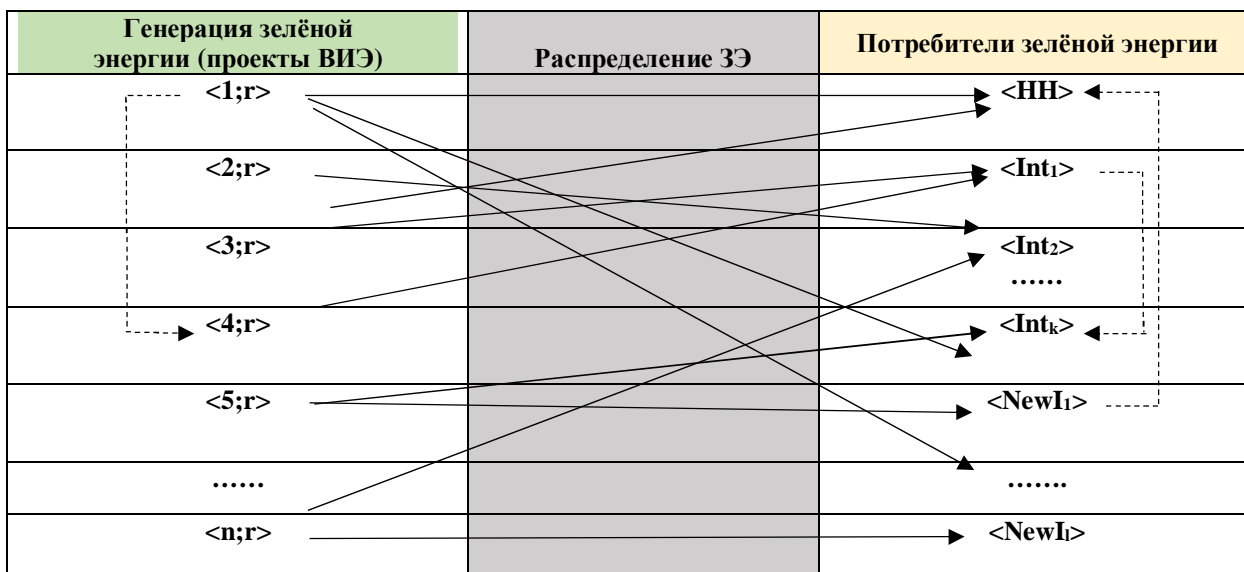 Генерация зелёной
энергии (проекты ВИЭ)
Распределение ЗЭ
Потребители зелёной энергии
<1;r>
<HH>
<2;r>
<Int₁>
<3;r>
<Int₂>
……
<4;r>
<Intₖ>
<5;r>
<NewI₁>
……
…….
<n;r>
<NewIₗ>